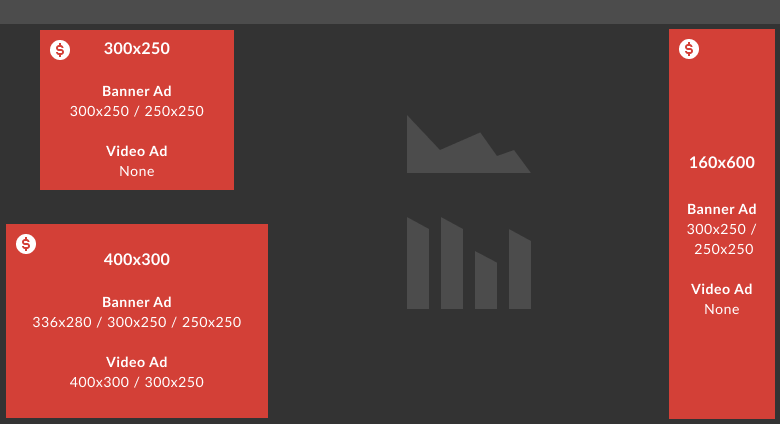 300x250
Banner Ad
300x250 / 250x250
Video Ad
None
400x300
Banner Ad
336x280 / 300x250 / 250x250
Video Ad
400x300 / 300x250
160x600
Banner Ad
300x250 /
250x250
Video Ad
None